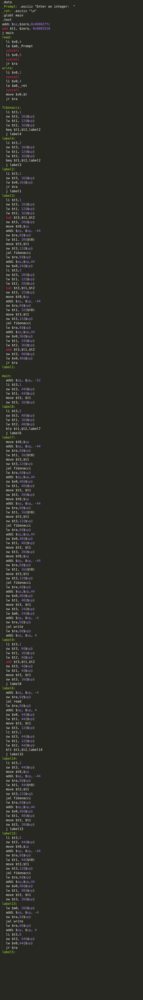 .data
_Prompt: .asciiz "Enter an integer:  "
_ret: .asciiz "\n"
.globl main
.text
addi $sp,$zero,0x00002ffc
add $t1, $zero, 0x0003310
j main
read:
  li $v0,4
  la $a0,_Prompt
  syscall
  li $v0,5
  syscall
  jr $ra
write:
  li $v0,1
  syscall
  li $v0,4
  la $a0,_ret
  syscall
  move $v0,$0
  jr $ra

fibonacci:
  li $t3,1
  sw $t3, 16($sp)
  lw $t1, 12($sp)
  lw $t2, 16($sp)
  beq $t1,$t2,label2
  j label4
label4:
  li $t3,2
  sw $t3, 16($sp)
  lw $t1, 12($sp)
  lw $t2, 16($sp)
  beq $t1,$t2,label2
  j label3
label2:
  li $t3,1
  sw $t3, 16($sp)
  lw $v0,16($sp)
  jr $ra
  j label1
label3:
  li $t3,1
  sw $t3, 16($sp)
  lw $t1, 12($sp)
  lw $t2, 16($sp)
  sub $t3,$t1,$t2
  sw $t3, 20($sp)
  move $t0,$sp
  addi $sp, $sp, -44
  sw $ra,0($sp)
  lw $t1, 20($t0)
  move $t3,$t1
  sw $t3,12($sp)
  jal fibonacci
  lw $ra,0($sp)
  addi $sp,$sp,44
  sw $v0,24($sp)
  li $t3,2
  sw $t3, 28($sp)
  lw $t1, 12($sp)
  lw $t2, 28($sp)
  sub $t3,$t1,$t2
  sw $t3, 32($sp)
  move $t0,$sp
  addi $sp, $sp, -44
  sw $ra,0($sp)
  lw $t1, 32($t0)
  move $t3,$t1
  sw $t3,12($sp)
  jal fibonacci
  lw $ra,0($sp)
  addi $sp,$sp,44
  sw $v0,36($sp)
  lw $t1, 24($sp)
  lw $t2, 36($sp)
  add $t3,$t1,$t2
  sw $t3, 40($sp)
  lw $v0,40($sp)
  jr $ra
label1:

main:
  addi $sp, $sp, -52
  li $t3,1
  sw $t3, 44($sp)
  lw $t1, 44($sp)
  move $t3, $t1
  sw $t3, 16($sp)
label8:
  li $t3,5
  sw $t3, 48($sp)
  lw $t1, 16($sp)
  lw $t2, 48($sp)
  ble $t1,$t2,label7
  j label6
label7:
  move $t0,$sp
  addi $sp, $sp, -44
  sw $ra,0($sp)
  lw $t1, 16($t0)
  move $t3,$t1
  sw $t3,12($sp)
  jal fibonacci
  lw $ra,0($sp)
  addi $sp,$sp,44
  sw $v0,48($sp)
  lw $t1, 48($sp)
  move $t3, $t1
  sw $t3, 20($sp)
  move $t0,$sp
  addi $sp, $sp, -44
  sw $ra,0($sp)
  lw $t1, 16($t0)
  move $t3,$t1
  sw $t3,12($sp)
  jal fibonacci
  lw $ra,0($sp)
  addi $sp,$sp,44
  sw $v0,48($sp)
  lw $t1, 48($sp)
  move $t3, $t1
  sw $t3, 20($sp)
  move $t0,$sp
  addi $sp, $sp, -44
  sw $ra,0($sp)
  lw $t1, 16($t0)
  move $t3,$t1
  sw $t3,12($sp)
  jal fibonacci
  lw $ra,0($sp)
  addi $sp,$sp,44
  sw $v0,48($sp)
  lw $t1, 48($sp)
  move $t3, $t1
  sw $t3, 24($sp)
  lw $a0, 24($sp)
  addi $sp, $sp, -4
  sw $ra,0($sp)
  jal write
  lw $ra,0($sp)
  addi $sp, $sp, 4
label9:
  li $t3,1
  sw $t3, 0($sp)
  lw $t1, 16($sp)
  lw $t2, 0($sp)
  add $t3,$t1,$t2
  sw $t3, 4($sp)
  lw $t1, 4($sp)
  move $t3, $t1
  sw $t3, 16($sp)
  j label8
label6:
  addi $sp, $sp, -4
  sw $ra,0($sp)
  jal read
  lw $ra,0($sp)
  addi $sp, $sp, 4
  sw $v0, 44($sp)
  lw $t1, 44($sp)
  move $t3, $t1
  sw $t3, 12($sp)
  li $t3,1
  sw $t3, 44($sp)
  lw $t1, 12($sp)
  lw $t2, 44($sp)
  blt $t1,$t2,label14
  j label15
label14:
  li $t3,2
  sw $t3, 44($sp)
  move $t0,$sp
  addi $sp, $sp, -44
  sw $ra,0($sp)
  lw $t1, 44($t0)
  move $t3,$t1
  sw $t3,12($sp)
  jal fibonacci
  lw $ra,0($sp)
  addi $sp,$sp,44
  sw $v0,48($sp)
  lw $t1, 48($sp)
  move $t3, $t1
  sw $t3, 20($sp)
  j label13
label15:
  li $t3,5
  sw $t3, 44($sp)
  move $t0,$sp
  addi $sp, $sp, -44
  sw $ra,0($sp)
  lw $t1, 44($t0)
  move $t3,$t1
  sw $t3,12($sp)
  jal fibonacci
  lw $ra,0($sp)
  addi $sp,$sp,44
  sw $v0,48($sp)
  lw $t1, 48($sp)
  move $t3, $t1
  sw $t3, 20($sp)
label13:
  lw $a0, 20($sp)
  addi $sp, $sp, -4
  sw $ra,0($sp)
  jal write
  lw $ra,0($sp)
  addi $sp, $sp, 4
  li $t3,0
  sw $t3, 44($sp)
  lw $v0,44($sp)
  jr $ra
label5: